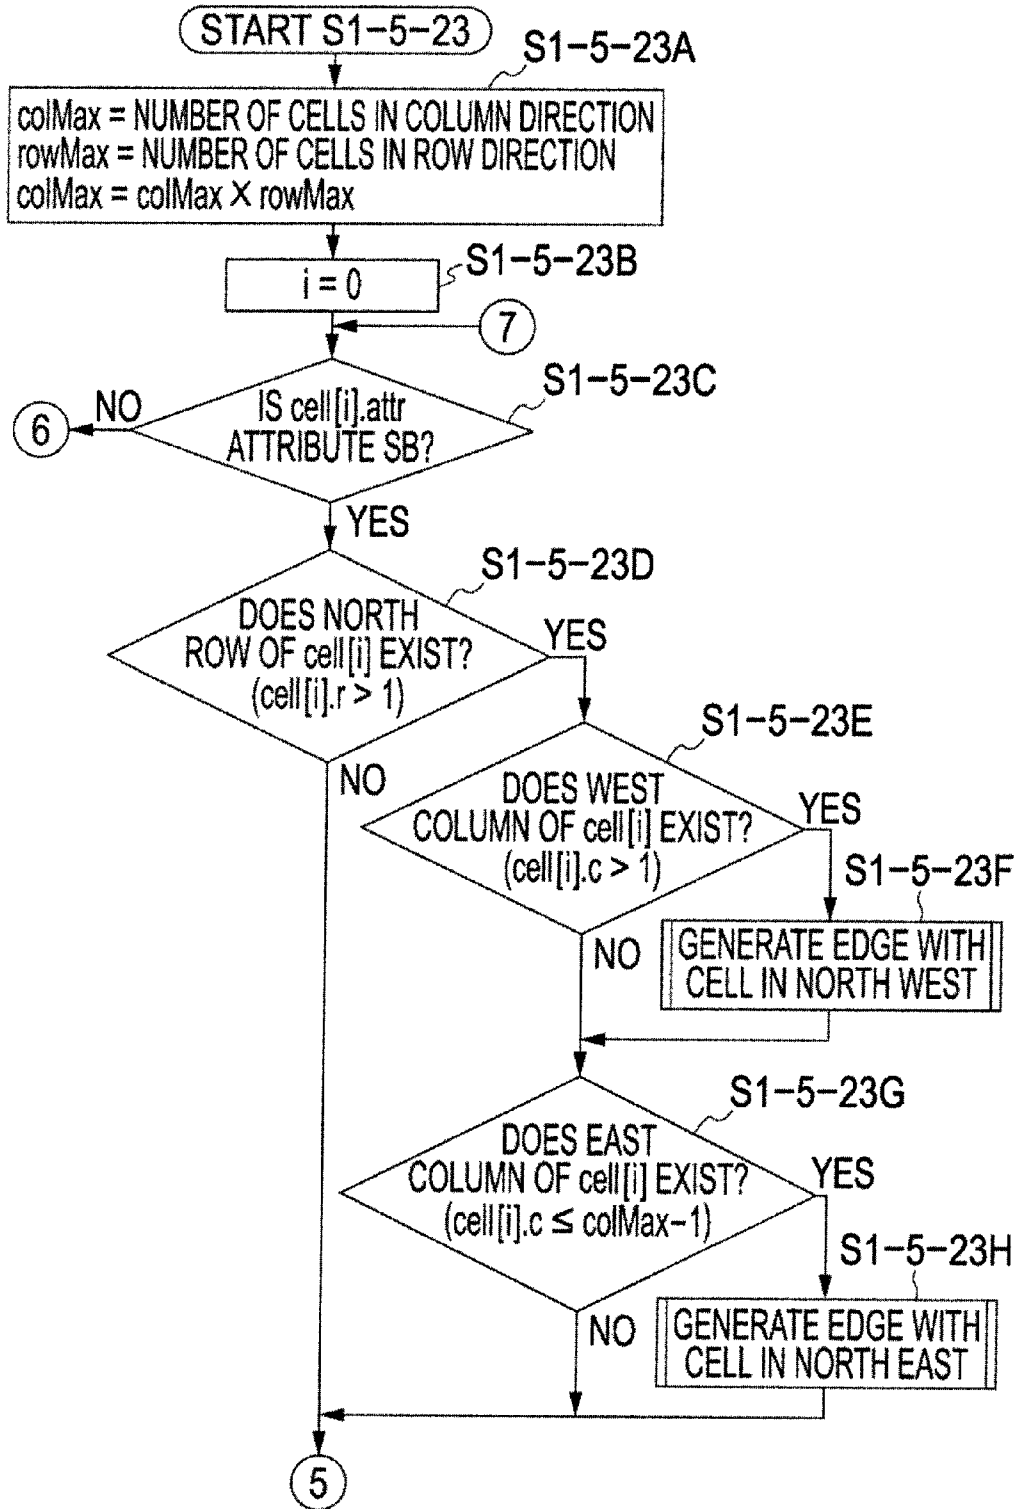 START S1-5-23
S1-5-23A
colMax = NUMBER OF CELLS IN COLUMN DIRECTION
rowMax = NUMBER OF CELLS IN ROW DIRECTION
colMax = colMax X rowMax
S1-5-23B
i = 0
7
S1-5-23C
IS cell[i].attr
ATTRIBUTE SB?
NO
6
YES
S1-5-23D
DOES NORTH
ROW OF cell[i] EXIST?
(cell[i].r > 1)
YES
NO
S1-5-23E
DOES WEST
COLUMN OF cell[i] EXIST?
(cell[i].c > 1)
YES
NO
S1-5-23F
GENERATE EDGE WITH
CELL IN NORTH WEST
S1-5-23G
DOES EAST
COLUMN OF cell[i] EXIST?
(cell[i].c ≤ colMax-1)
YES
NO
S1-5-23H
GENERATE EDGE WITH
CELL IN NORTH EAST
5